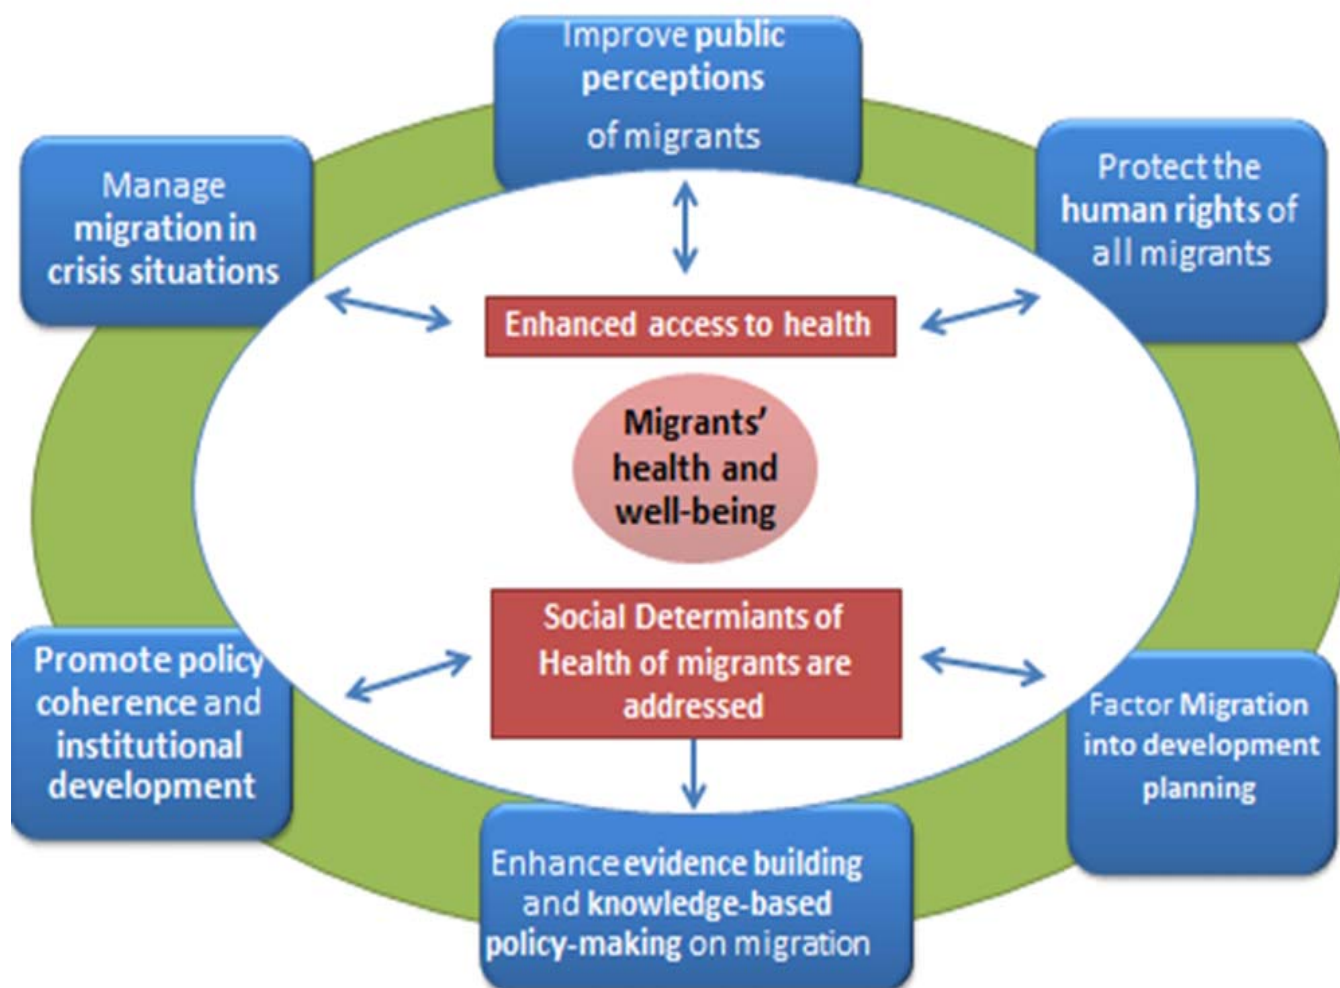 Improve public
perceptions
of migrants
Manage
migration in
crisis situations
Protect the
human rights of
all migrants
Enhanced access to health
Migrants’
health and
well-being
Social Determiants of
Health of migrants are
addressed
Promote policy
coherence and
institutional
development
Factor Migration
into development
planning
Enhance evidence building
and knowledge-based
policy-making on migration